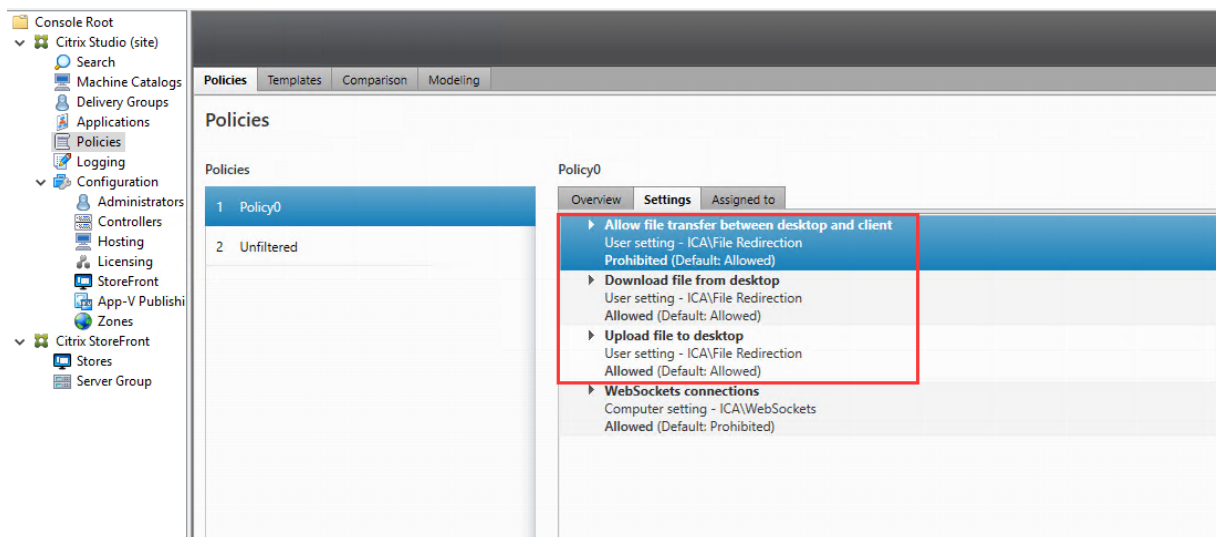 Console Root
Citrix Studio (site)
Search
Machine Catalogs
Delivery Groups
Applications
Policies
Logging
Configuration
Administrators
Controllers
Hosting
Licensing
StoreFront
App-V Publishi
Zones
Citrix StoreFront
Stores
Server Group
Policies Templates Comparison Modeling
Policies
Policies
1 Policy0
2 Unfiltered
Policy0
Overview Settings Assigned to
Allow file transfer between desktop and client
User setting - ICA\File Redirection
Prohibited (Default: Allowed)
Download file from desktop
User setting - ICA\File Redirection
Allowed (Default: Allowed)
Upload file to desktop
User setting - ICA\File Redirection
Allowed (Default: Allowed)
WebSockets connections
Computer setting - ICA\WebSockets
Allowed (Default: Prohibited)